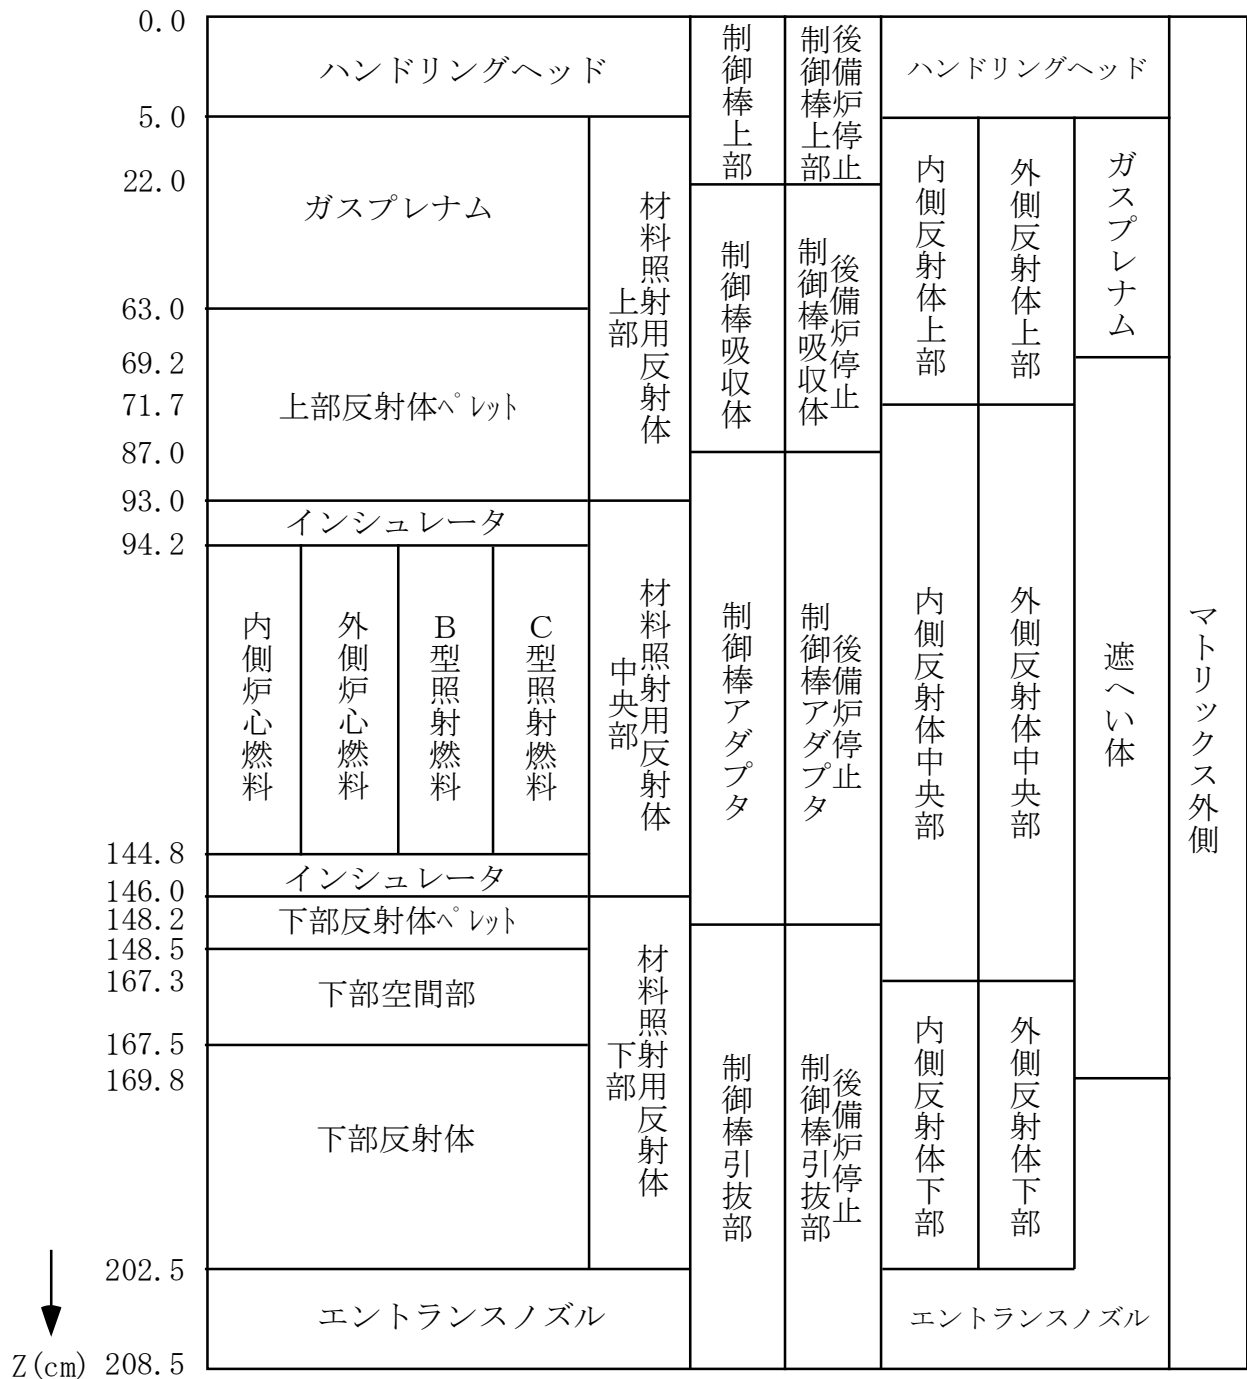 0.0
5.0
22.0
63.0
69.2
71.7
87.0
93.0
94.2
144.8
146.0
148.2
148.5
167.3
167.5
169.8
202.5
208.5
Z(cm)
ハンドリングヘッド
ガスプレナム
上部反射体ペレット
インシュレータ
内側炉心燃料
外側炉心燃料
B型照射燃料
C型照射燃料
インシュレータ
下部反射体ペレット
下部空間部
下部反射体
エントランスノズル
材料照射用反射体
上部
材料照射用反射体
中央部
材料照射用反射体
下部
制御棒上部
制御棒吸収体
制御棒アダプタ
制御棒引抜部
後備炉停止
制御棒上部
後備炉停止
制御棒吸収体
後備炉停止
制御棒アダプタ
後備炉停止
制御棒引抜部
ハンドリングヘッド
内側反射体上部
内側反射体中央部
内側反射体下部
外側反射体上部
外側反射体中央部
外側反射体下部
ガスプレナム
遮へい体
エントランスノズル
マトリックス外側